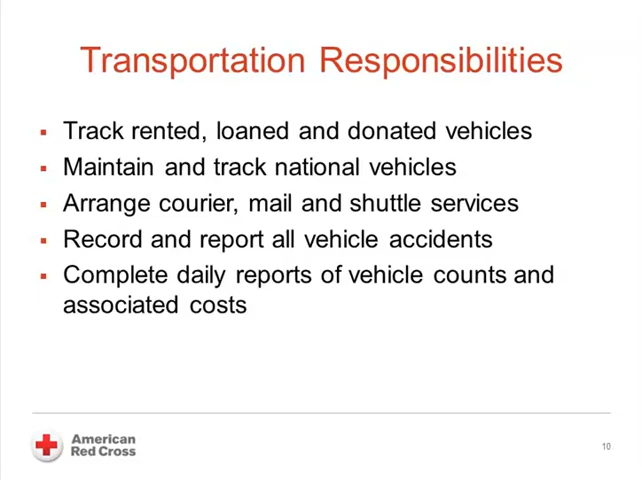 Transportation Responsibilities
Track rented, loaned and donated vehicles
Maintain and track national vehicles
Arrange courier, mail and shuttle services
Record and report all vehicle accidents
Complete daily reports of vehicle counts and
associated costs
American
Red Cross
10